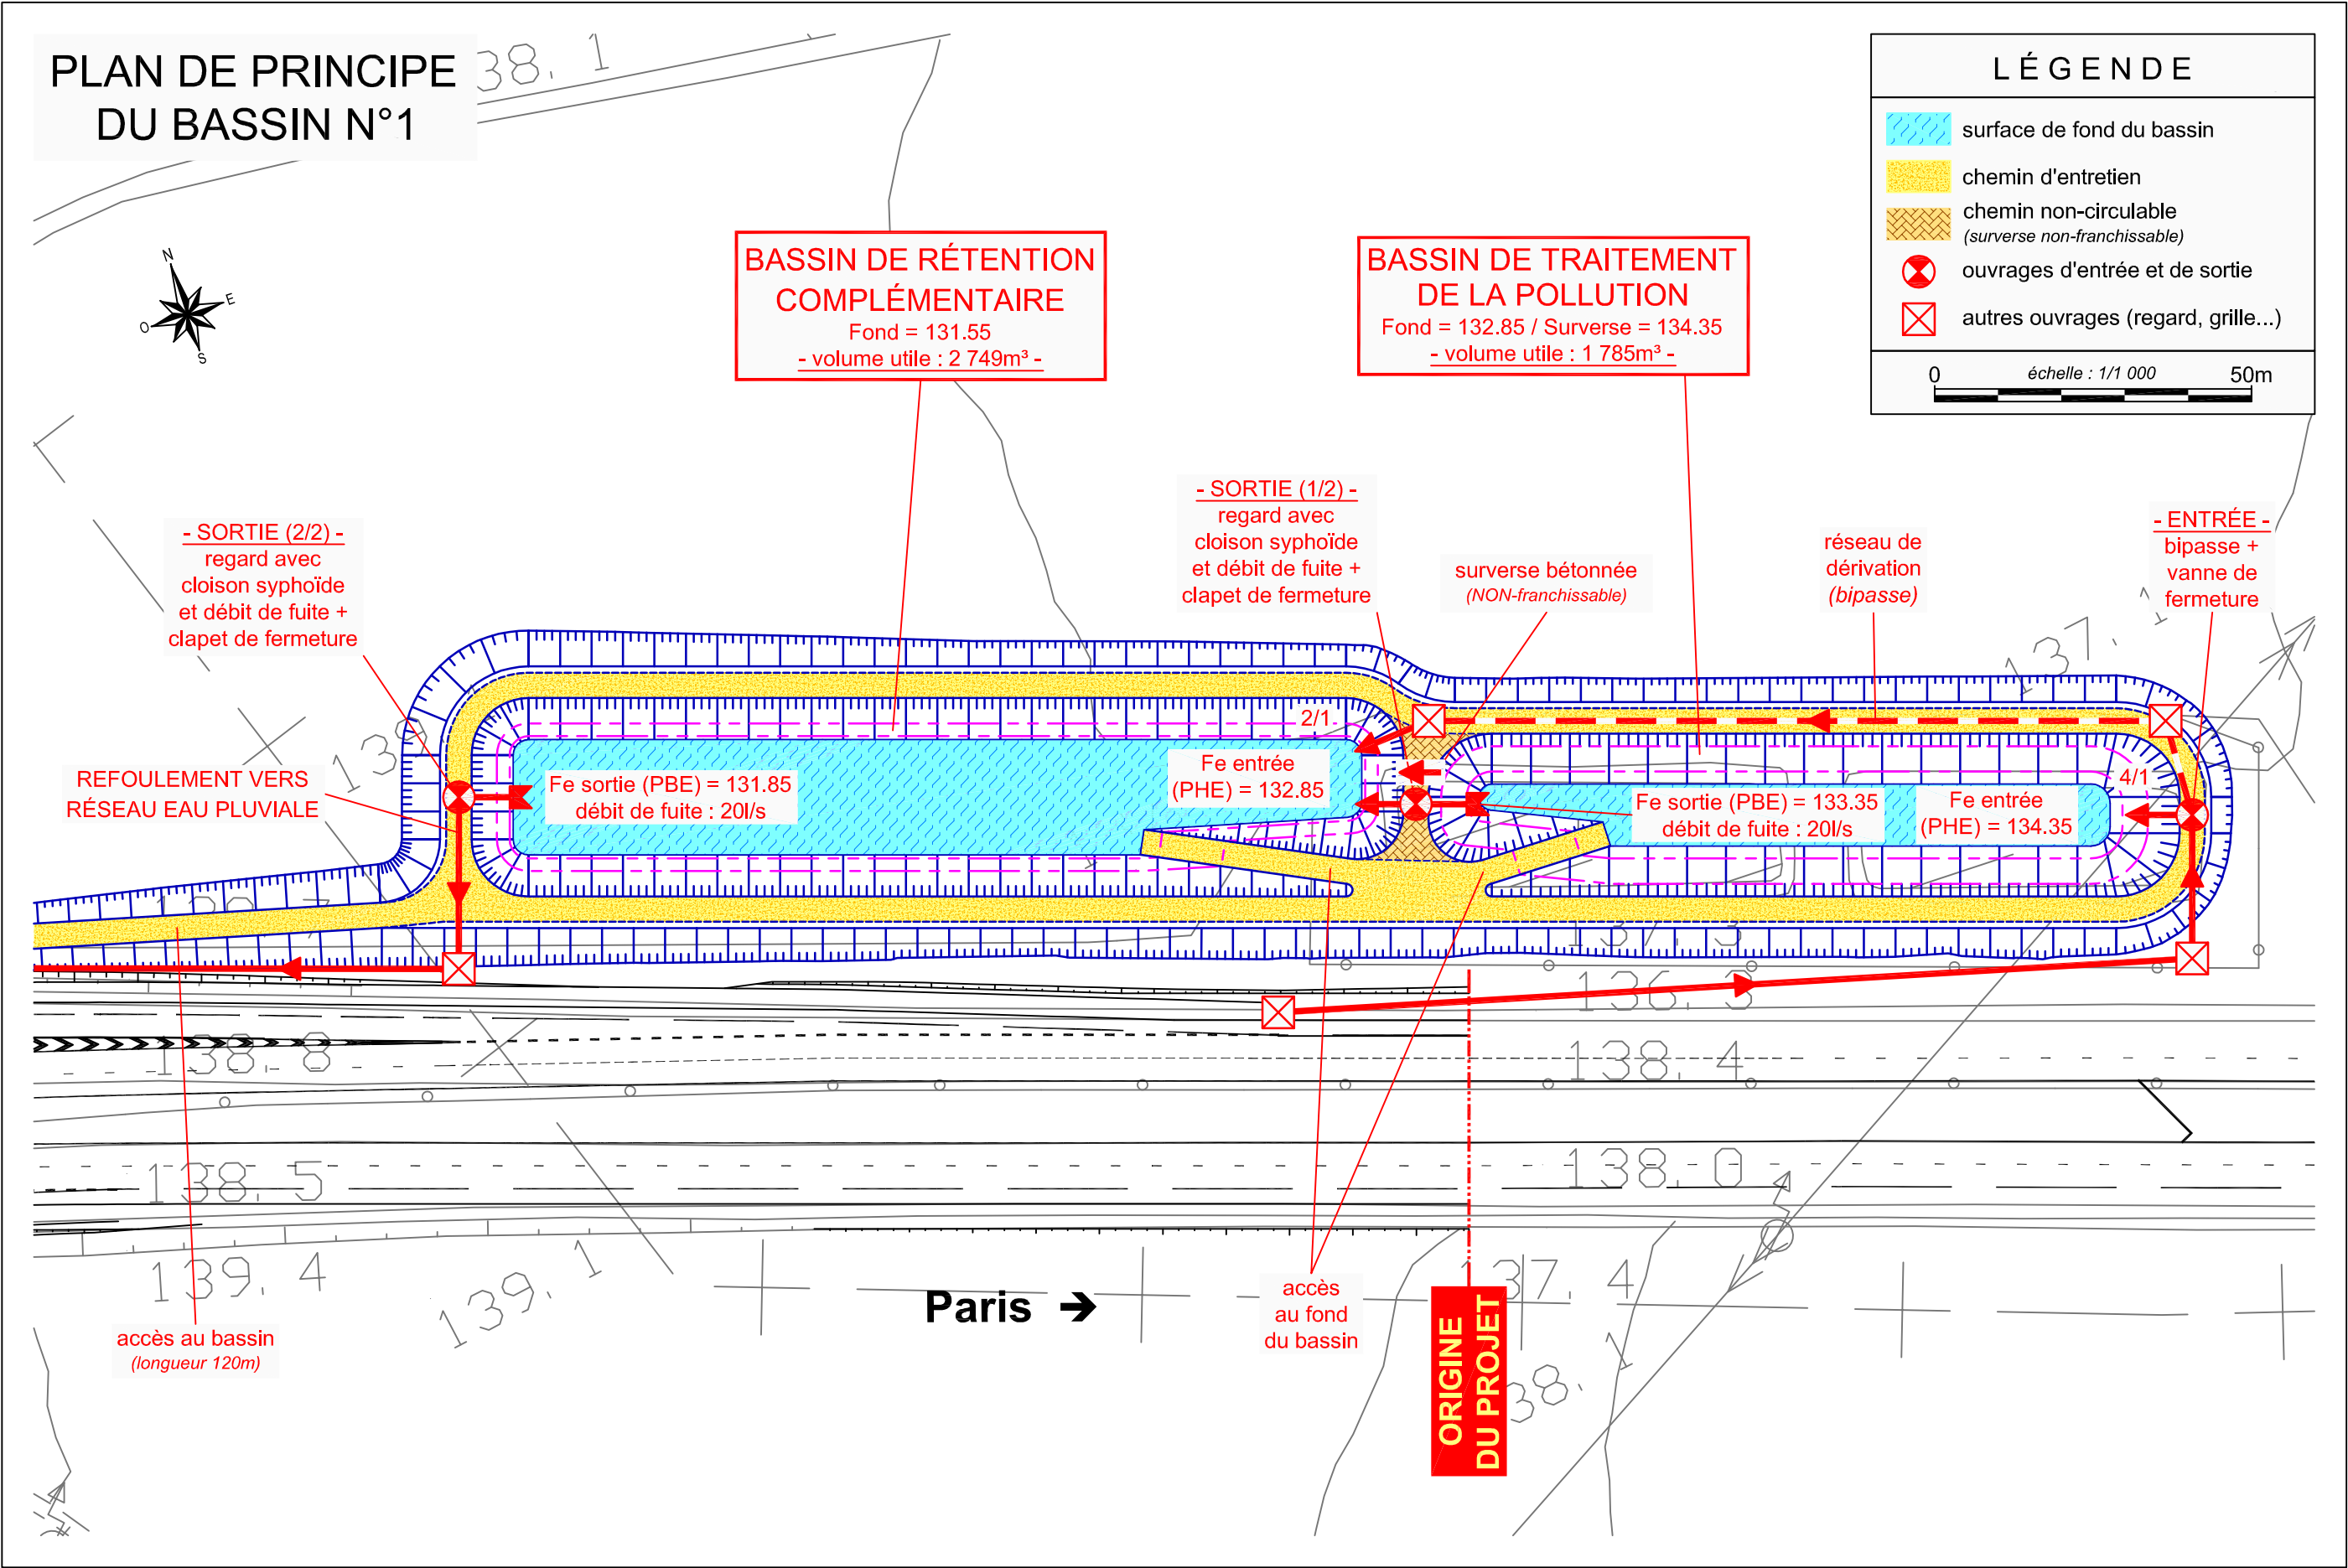 PLAN DE PRINCIPE
DU BASSIN N°1
38, 1
LÉGENDE
surface de fond du bassin
chemin d'entretien
chemin non-circulable
(surverse non-franchissable)
ouvrages d'entrée et de sortie
autres ouvrages (regard, grille...)
0 échelle : 1/1 000 50m
N
E
O
S
BASSIN DE RÉTENTION
COMPLÉMENTAIRE
Fond = 131.55
- volume utile : 2 749m³ -
BASSIN DE TRAITEMENT
DE LA POLLUTION
Fond = 132.85 / Surverse = 134.35
- volume utile : 1 785m³ -
- SORTIE (2/2) -
regard avec
cloison syphoïde
et débit de fuite +
clapet de fermeture
- SORTIE (1/2) -
regard avec
cloison syphoïde
et débit de fuite +
clapet de fermeture
surverse bétonnée
(NON-franchissable)
réseau de
dérivation
(bipasse)
- ENTRÉE -
bipasse +
vanne de
fermeture
137, 1
2/1
4/1
REFOULEMENT VERS
RÉSEAU EAU PLUVIALE
Fe sortie (PBE) = 131.85
débit de fuite : 20l/s
Fe entrée
(PHE) = 132.85
Fe sortie (PBE) = 133.35
débit de fuite : 20l/s
Fe entrée
(PHE) = 134.35
137, 3
136, 3
138, 8
138, 4
138, 5
138, 0
139, 4
139, 1
137, 4
38, 1
Paris
accès
au fond
du bassin
accès au bassin
(longueur 120m)
ORIGINE
DU PROJET